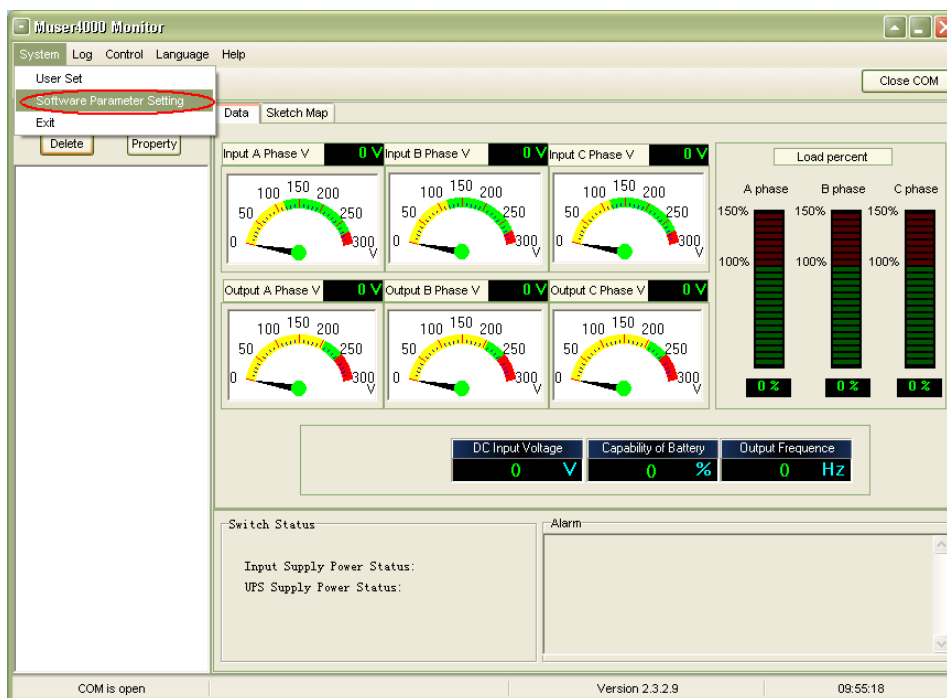 Muser4000 Monitor
System Log Control Language Help
User Set
Software Parameter Setting
Exit
Close COM
Delete Property
Data Sketch Map
Input A Phase V 0 V Input B Phase V 0 V Input C Phase V 0 V
0 50 100 150 200 250 300 V
0 50 100 150 200 250 300 V
0 50 100 150 200 250 300 V
Output A Phase V 0 V Output B Phase V 0 V Output C Phase V 0 V
0 50 100 150 200 250 300 V
0 50 100 150 200 250 300 V
0 50 100 150 200 250 300 V
Load percent
A phase B phase C phase
150% 150% 150%
100% 100% 100%
0 % 0 % 0 %
DC Input Voltage Capability of Battery Output Frequence
0 V 0 % 0 Hz
Switch Status
Input Supply Power Status:
UPS Supply Power Status:
Alarm
COM is open Version 2.3.2.9 09:55:18